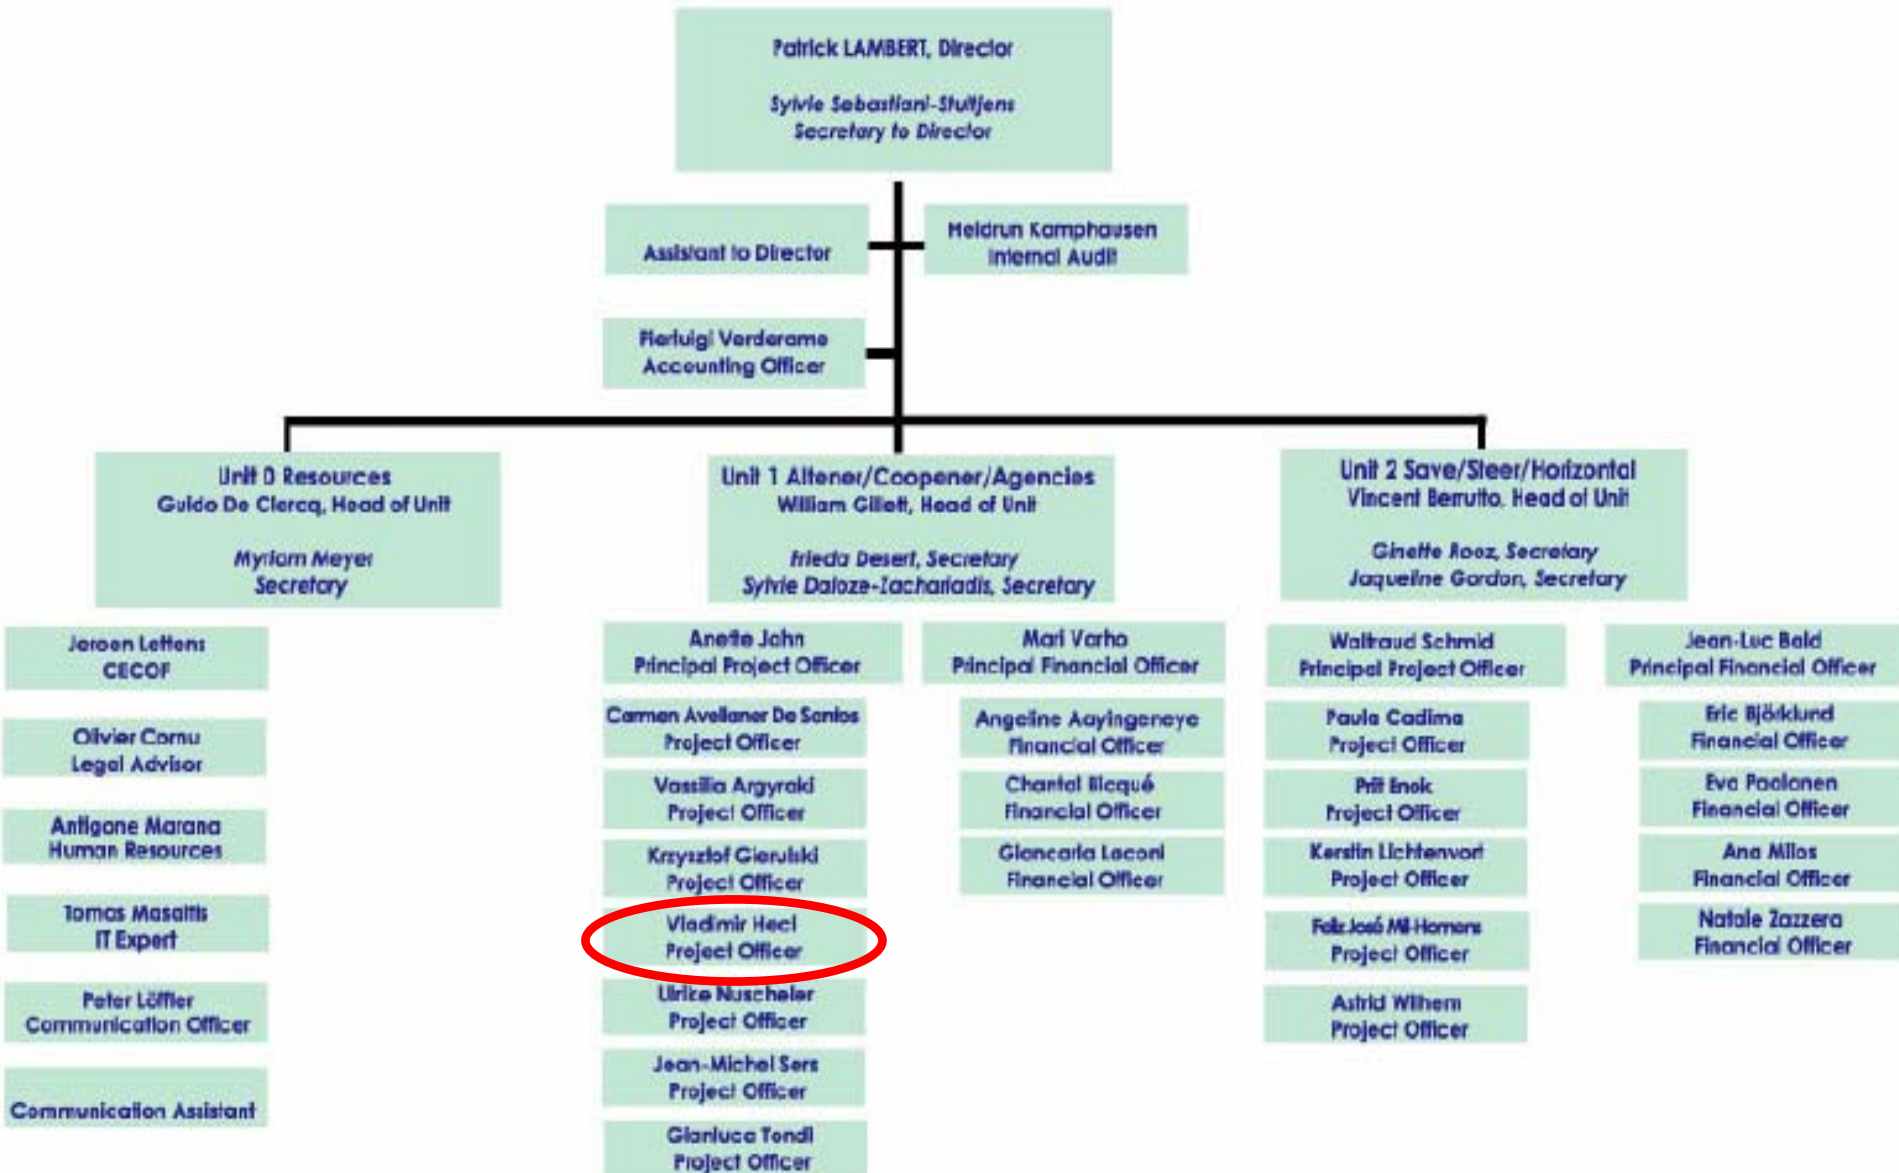 Patrick LAMBERT, Director
Sylvie Sebastiani-Stultjens
Secretary to Director
Assistant to Director
Heidrun Kamphausen
Internal Audit
Pierluigi Verderame
Accounting Officer
Unit 0 Resources
Guido De Clercq, Head of Unit
Myriam Meyer
Secretary
Unit 1 Altener/Coopener/Agencies
William Gillett, Head of Unit
Frieda Desert, Secretary
Sylvie Daloze-Zachariadis, Secretary
Unit 2 Save/Steer/Horizontal
Vincent Berrutto, Head of Unit
Ginette Rooz, Secretary
Jaqueline Gordon, Secretary
Jeroen Lettens
CECOF
Olivier Cornu
Legal Advisor
Antigone Marana
Human Resources
Tomas Masaitis
IT Expert
Peter Löffler
Communication Officer
Communication Assistant
Anette Jahn
Principal Project Officer
Carmen Avellaner De Santos
Project Officer
Vassilia Argyraki
Project Officer
Krzysztof Gierulski
Project Officer
Vladimir Hecl
Project Officer
Ulrike Nuscheler
Project Officer
Jean-Michel Sers
Project Officer
Gianluca Tondi
Project Officer
Mari Varho
Principal Financial Officer
Angeline Aayingeneye
Financial Officer
Chantal Bicqué
Financial Officer
Giancarla Laconi
Financial Officer
Waltraud Schmid
Principal Project Officer
Paula Cadima
Project Officer
Priit Enok
Project Officer
Kerstin Lichtenvort
Project Officer
José Mil-Homens
Project Officer
Astrid Wilhem
Project Officer
Jean-Luc Bald
Principal Financial Officer
Eric Björklund
Financial Officer
Eva Paalanen
Financial Officer
Ana Milos
Financial Officer
Natale Zazzera
Financial Officer